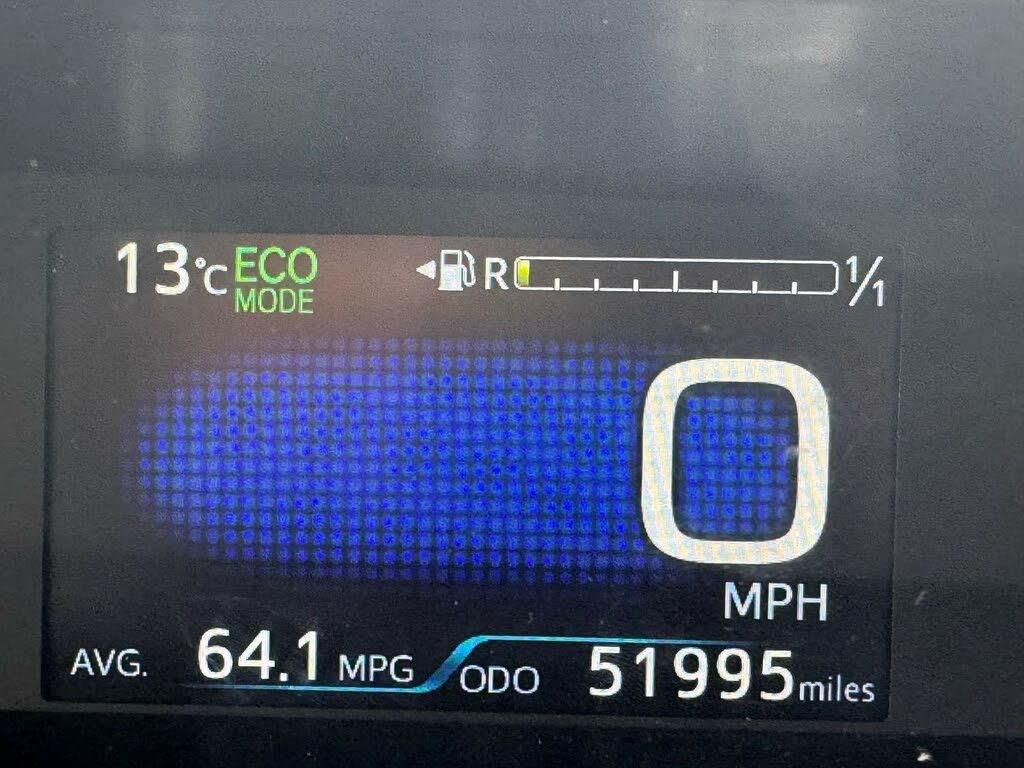 13°C ECO MODE R 1/1
0
MPH
AVG. 64.1 MPG ODO 51995 miles